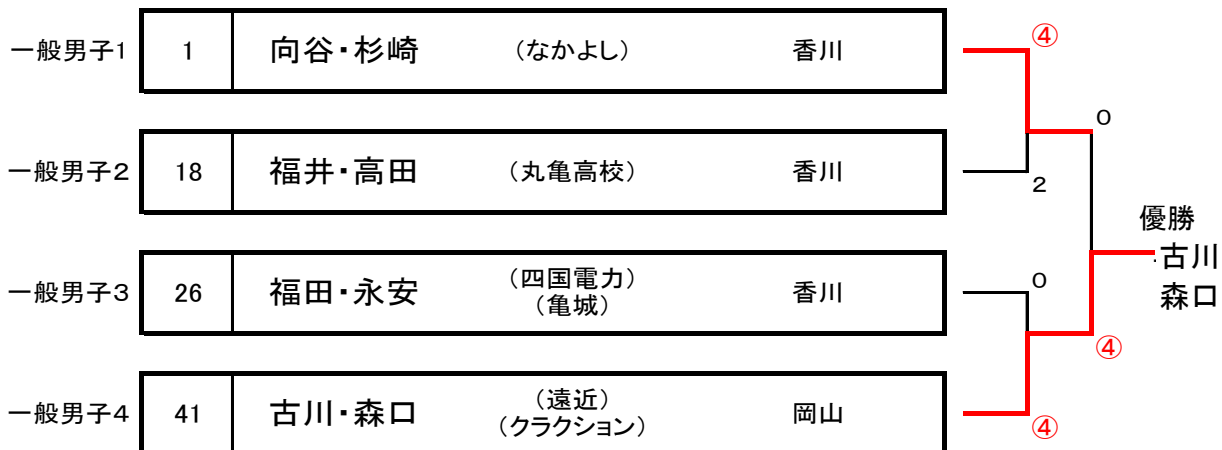 一般男子1 1 向谷・杉崎 (なかよし) 香川 ④
0
一般男子2 18 福井・高田 (丸亀高校) 香川 2
優勝
古川
森口
一般男子3 26 福田・永安 (四国電力) 香川 0
(亀城)
④
一般男子4 41 古川・森口 (遠近) 岡山 ④
(クラクション)